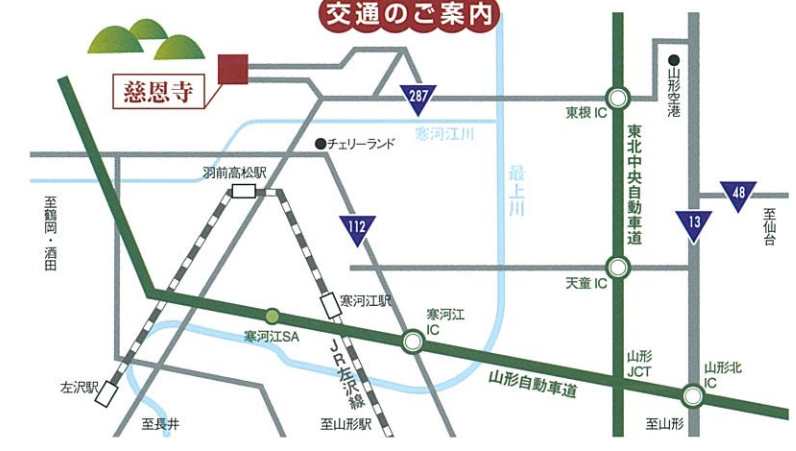 交通のご案内
慈恩寺
287
東根IC
山形空港
寒河江川
チェリーランド
羽前高松駅
最上川
東北中央自動車道
48
至鶴岡・酒田
112
13
至仙台
天童IC
寒河江駅
寒河江SA
寒河江
IC
JR左沢線
山形
JCT
山形北
IC
山形自動車道
左沢駅
至長井
至山形駅
至山形